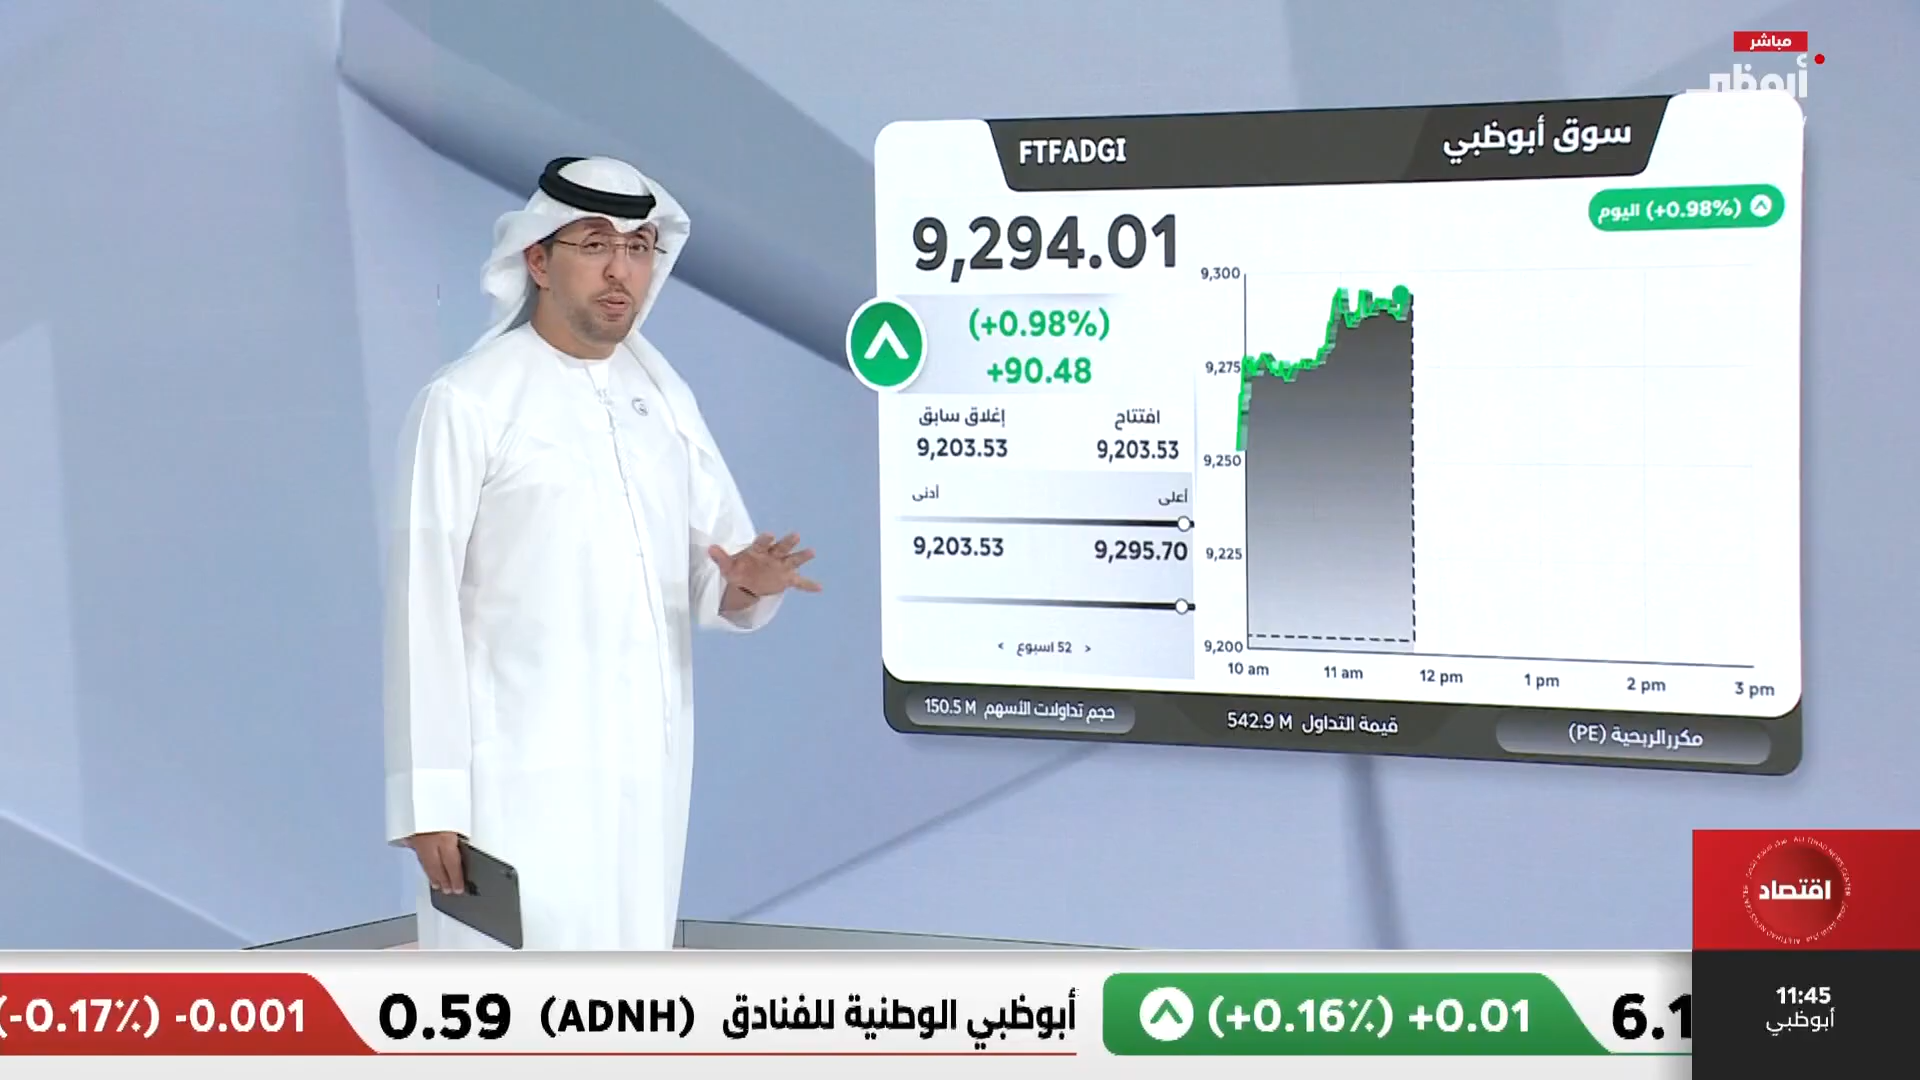 مباشر
أبوظبي
FTFADGI
سوق أبوظبي
(+0.98%) اليوم
9,294.01
(+0.98%)
+90.48
افتتاح
إغلاق سابق
9,203.53
9,203.53
أعلى
أدنى
9,295.70
9,203.53
< 52 اسبوع >
9,300
9,275
9,250
9,225
9,200
10 am
11 am
12 pm
1 pm
2 pm
3 pm
حجم تداولات الأسهم 150.5 M
قيمة التداول 542.9 M
مكرر الربحية (PE)
اقتصاد
11:45
أبوظبي
6.1
(+0.16٪) +0.01
أبوظبي الوطنية للفنادق (ADNH) 0.59
(-0.17٪) -0.001